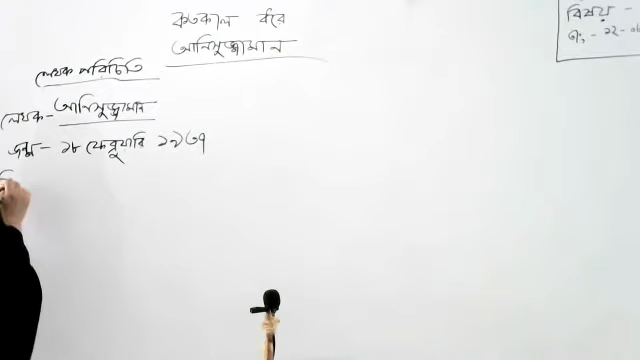 কতকাল ধরে
আনিসুজ্জামান
বিষয় -
লেখক পরিচিতি
লেখক- আনিসুজ্জামান
জন্ম - ১৮ ফেব্রুয়ারি ১৯৩৭